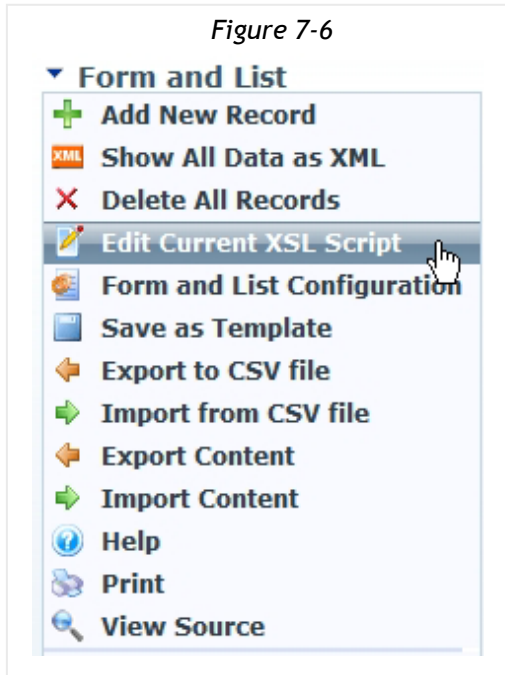 Figure 7-6
Form and List
Add New Record
XML Show All Data as XML
Delete All Records
Edit Current XSL Script
Form and List Configuration
Save as Template
Export to CSV file
Import from CSV file
Export Content
Import Content
Help
Print
View Source